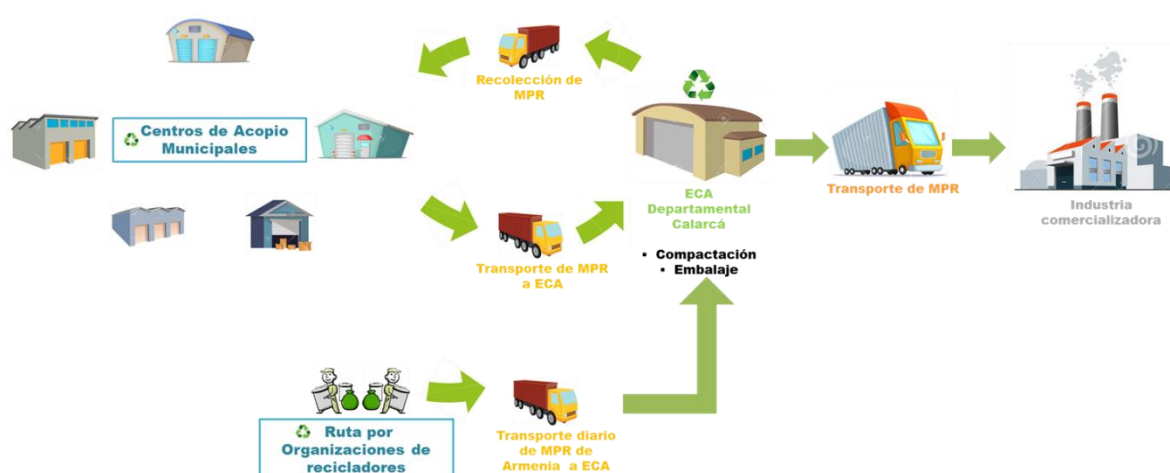 Recolección de
MPR
Centros de Acopio
Municipales
Transporte de MPR
a ECA
ECA
Departamental
Calarcá
▪ Compactación
▪ Embalaje
Transporte de MPR
Industria
comercializadora
Ruta por
Organizaciones de
recicladores
Transporte diario
de MPR de
Armenia a ECA